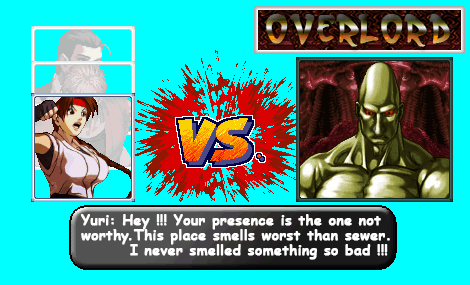 OVERLORD
VS.
Yuri: Hey !!! Your presence is the one not
worthy.This place smells worst than sewer.
I never smelled something so bad !!!